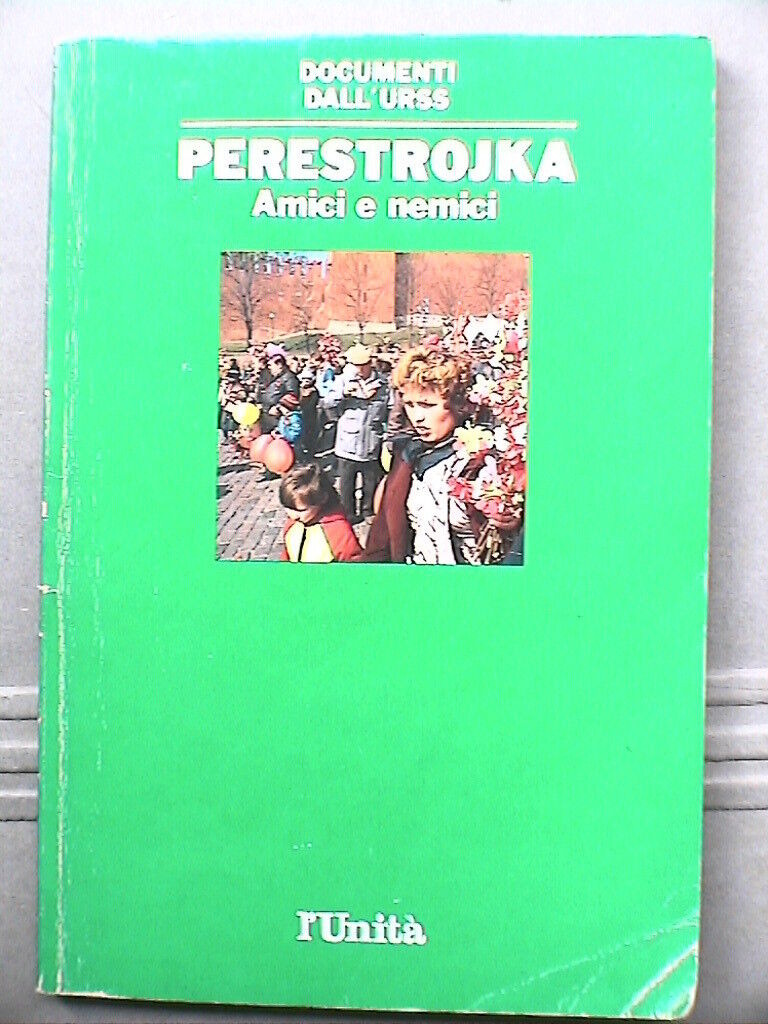 DOCUMENTI
DALL'URSS
PERESTROJKA
Amici e nemici
l'Unità